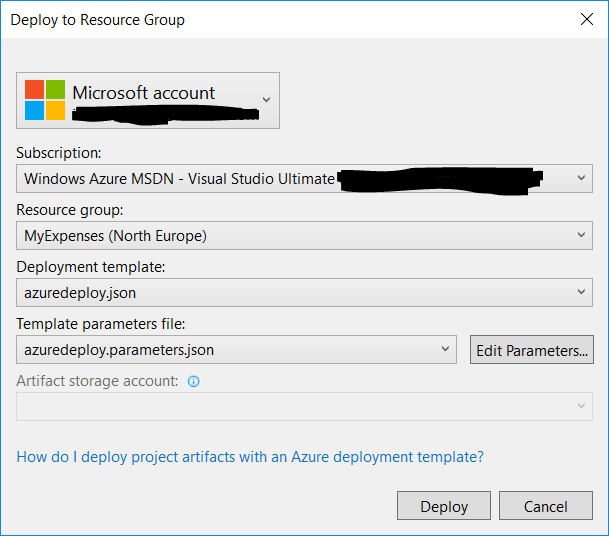 Deploy to Resource Group
Microsoft account
Subscription:
Windows Azure MSDN - Visual Studio Ultimate
Resource group:
MyExpenses (North Europe)
Deployment template:
azuredeploy.json
Template parameters file:
azuredeploy.parameters.json
Edit Parameters...
Artifact storage account:
How do I deploy project artifacts with an Azure deployment template?
Deploy
Cancel